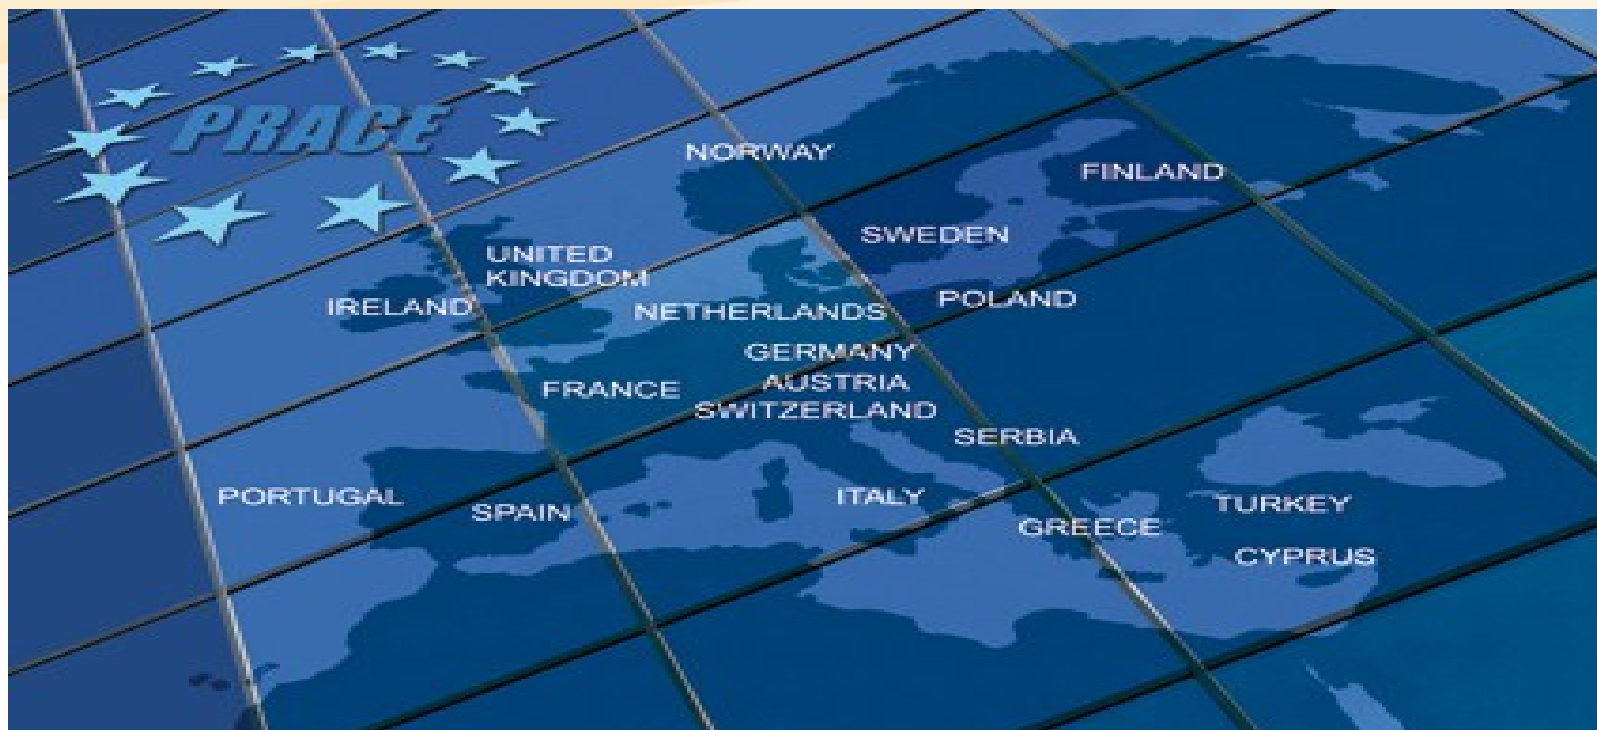 PRACE
NORWAY
FINLAND
SWEDEN
UNITED
KINGDOM
IRELAND
NETHERLANDS
POLAND
GERMANY
FRANCE
AUSTRIA
SWITZERLAND
SERBIA
PORTUGAL
SPAIN
ITALY
TURKEY
GREECE
CYPRUS